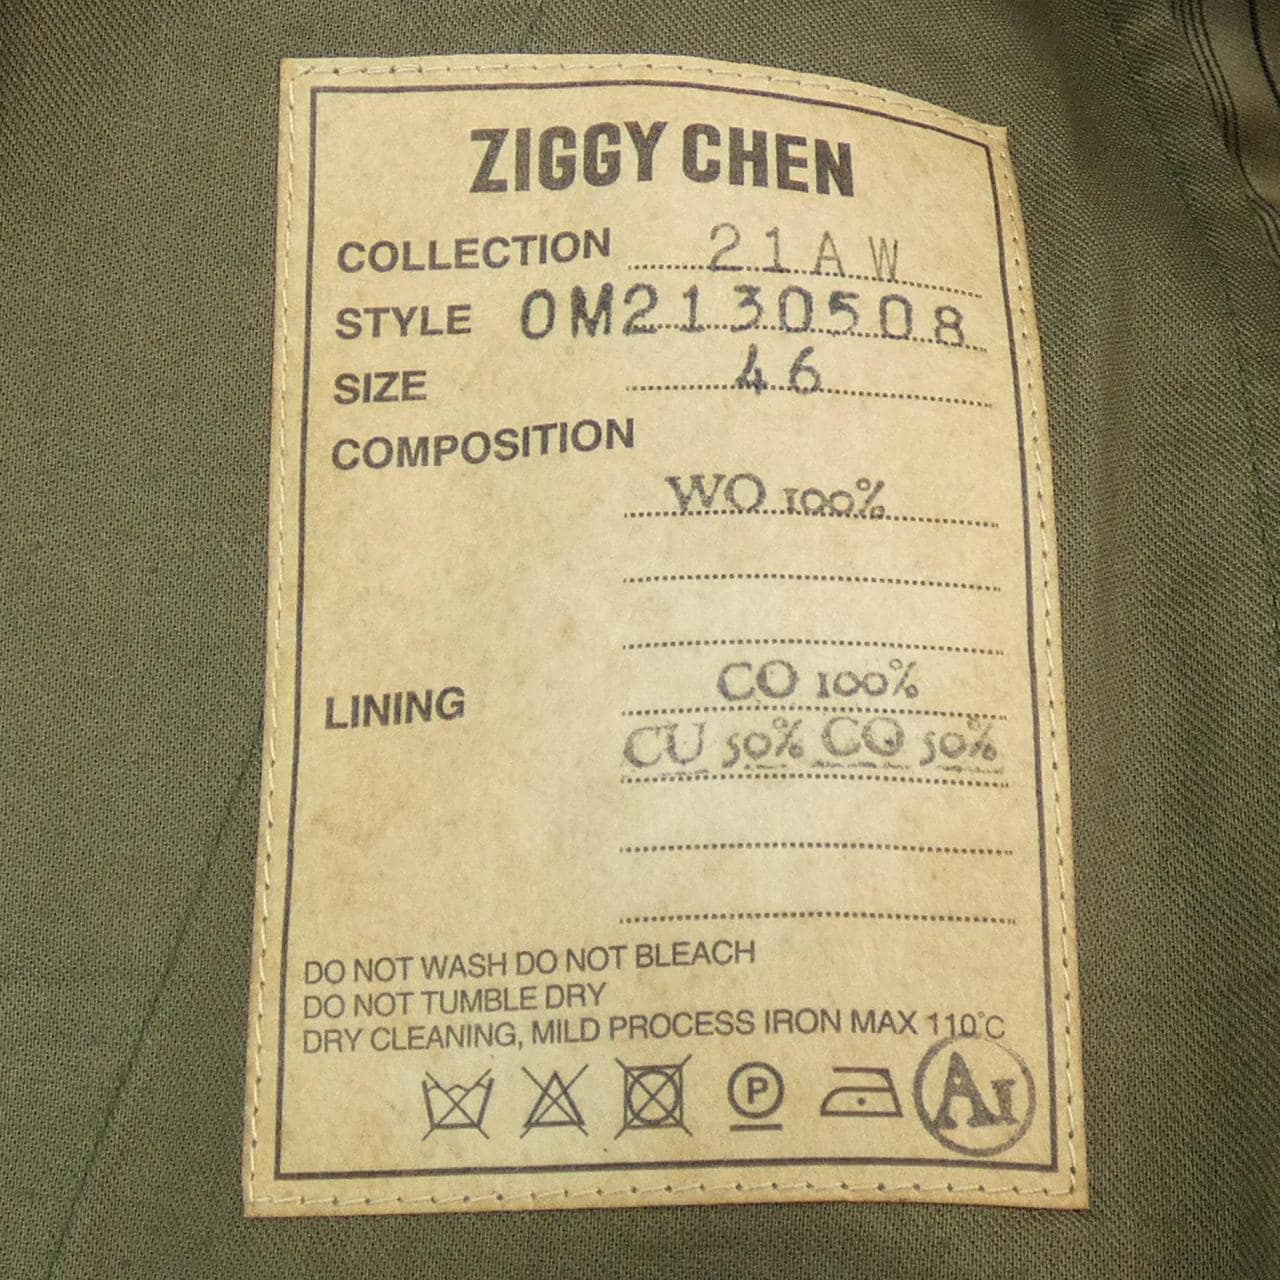 ZIGGY CHEN
COLLECTION 21AW
STYLE 0M2130508
SIZE 46
COMPOSITION
WO 100%
CO 100%
LINING
CU 50% CO 50%
DO NOT WASH DO NOT BLEACH
DO NOT TUMBLE DRY
DRY CLEANING, MILD PROCESS IRON MAX 110°C
P
A1